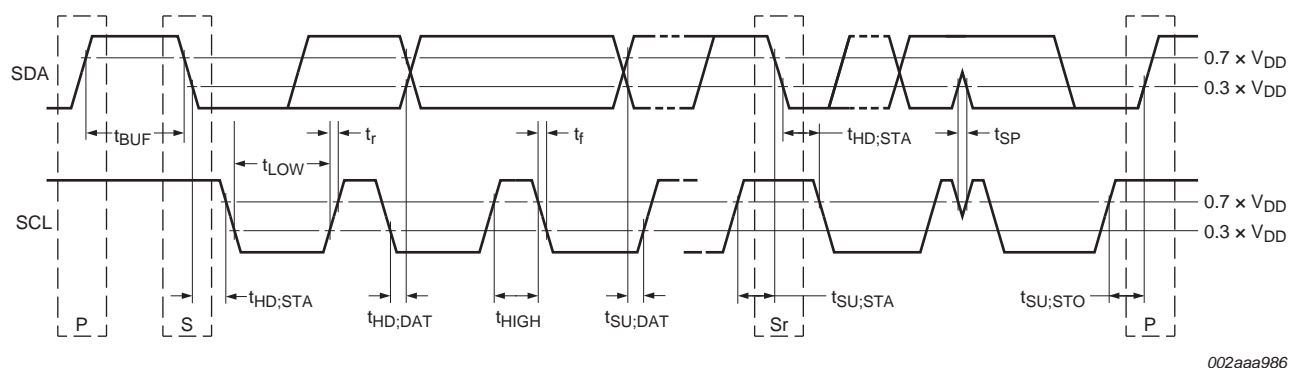 SDA
0.7 × VDD
0.3 × VDD
tBUF
tLOW
tr
tf
tHD;STA
tSP
SCL
0.7 × VDD
0.3 × VDD
tHD;STA
tHD;DAT
tHIGH
tSU;DAT
tSU;STA
tSU;STO
P
S
Sr
P
002aaa986